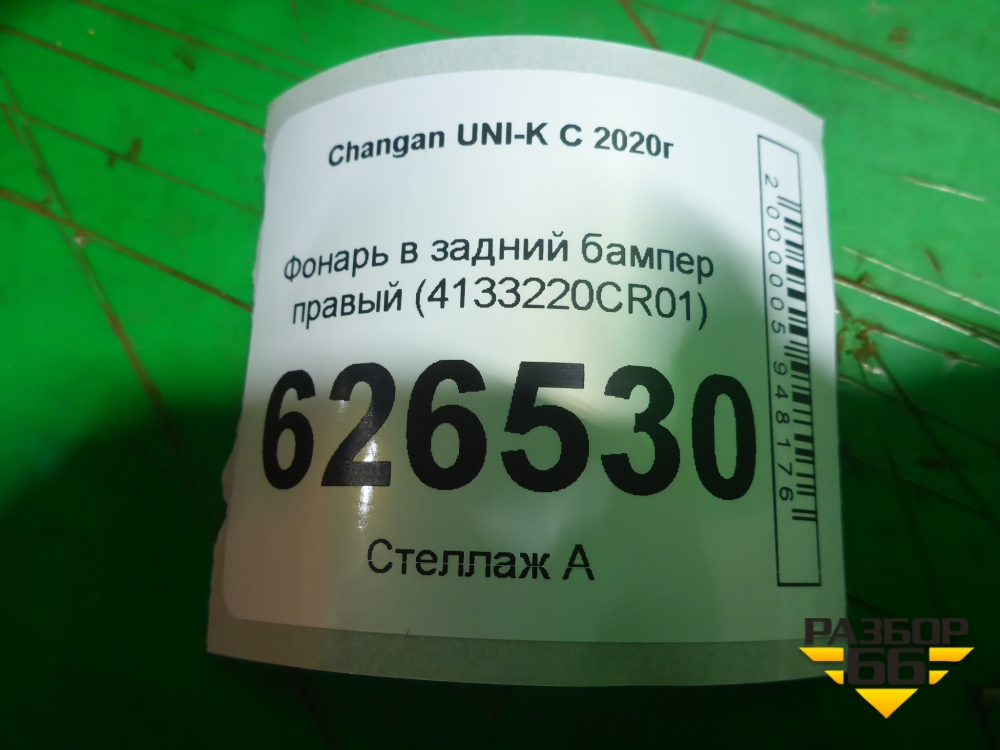 Changan UNI-K С 2020г
Фонарь в задний бампер
правый (4133220CR01)
626530
Стеллаж А
2000005948176
РАЗБОР
66